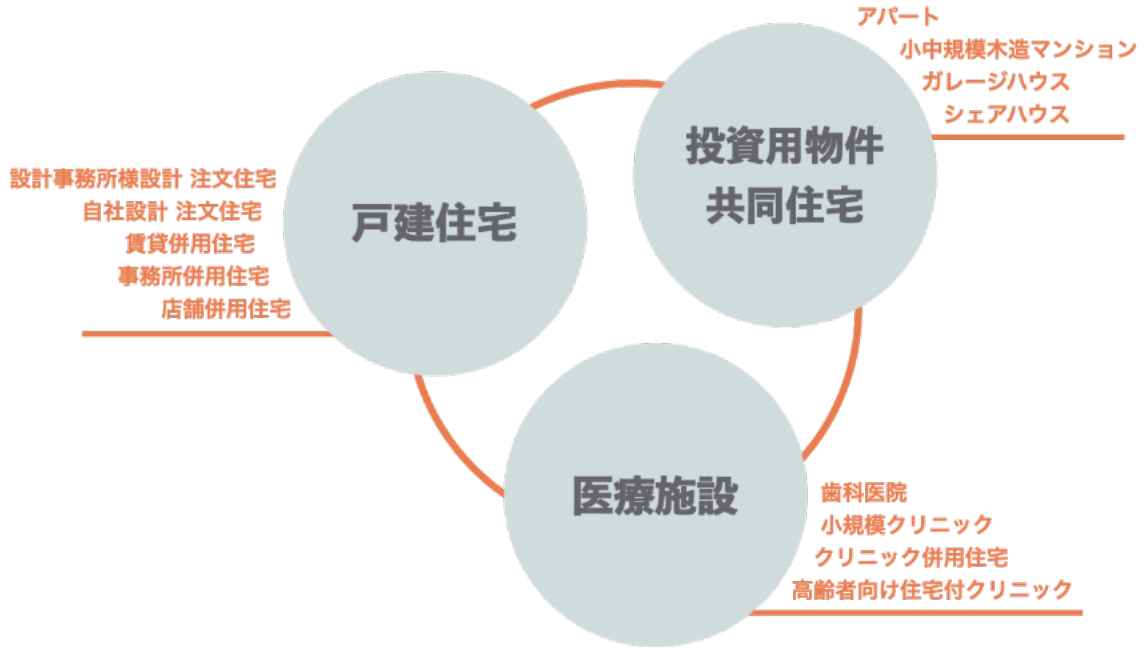 戸建住宅
設計事務所様設計 注文住宅
自社設計 注文住宅
賃貸併用住宅
事務所併用住宅
店舗併用住宅
投資用物件
共同住宅
アパート
小中規模木造マンション
ガレージハウス
シェアハウス
医療施設
歯科医院
小規模クリニック
クリニック併用住宅
高齢者向け住宅付クリニック